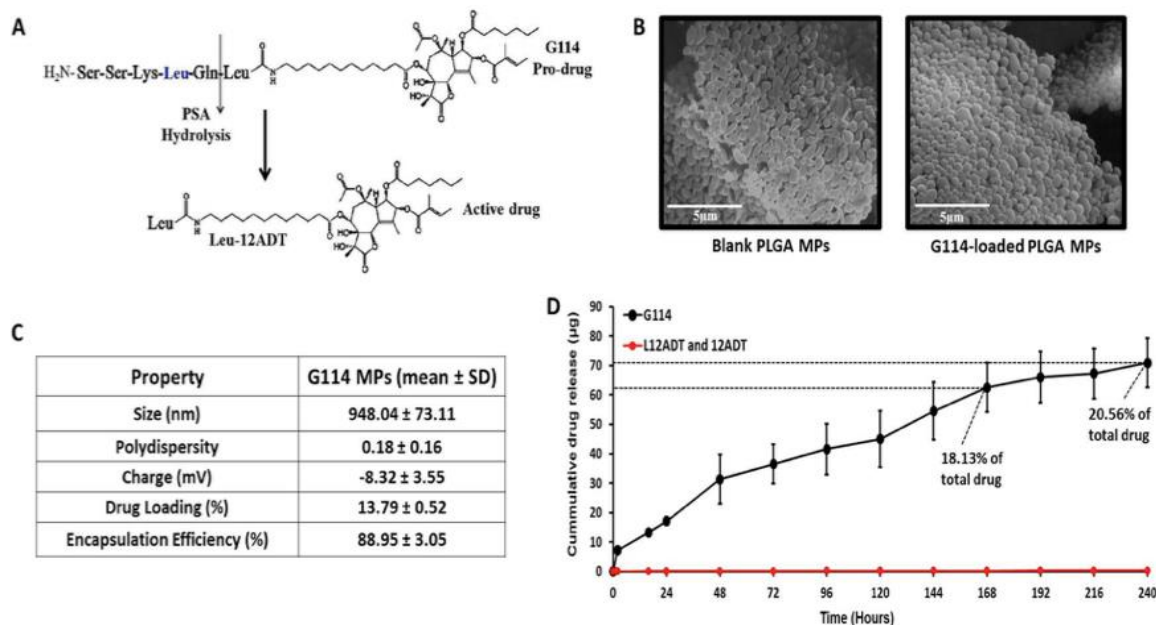 A
H₂N-Ser-Ser-Lys-Leu-Gln-Leu
G114
Pro-drug
PSA
Hydrolysis
Leu
Leu-12ADT
Active drug
B
5μm
Blank PLGA MPs
5μm
G114-loaded PLGA MPs
C
Property G114 MPs (mean ± SD)
Size (nm) 948.04 ± 73.11
Polydispersity 0.18 ± 0.16
Charge (mV) -8.32 ± 3.55
Drug Loading (%) 13.79 ± 0.52
Encapsulation Efficiency (%) 88.95 ± 3.05
D
Cummulative drug release (μg)
90
80
70
60
50
40
30
20
10
0
G114
L12ADT and 12ADT
18.13% of
total drug
20.56% of
total drug
0 24 48 72 96 120 144 168 192 216 240
Time (Hours)